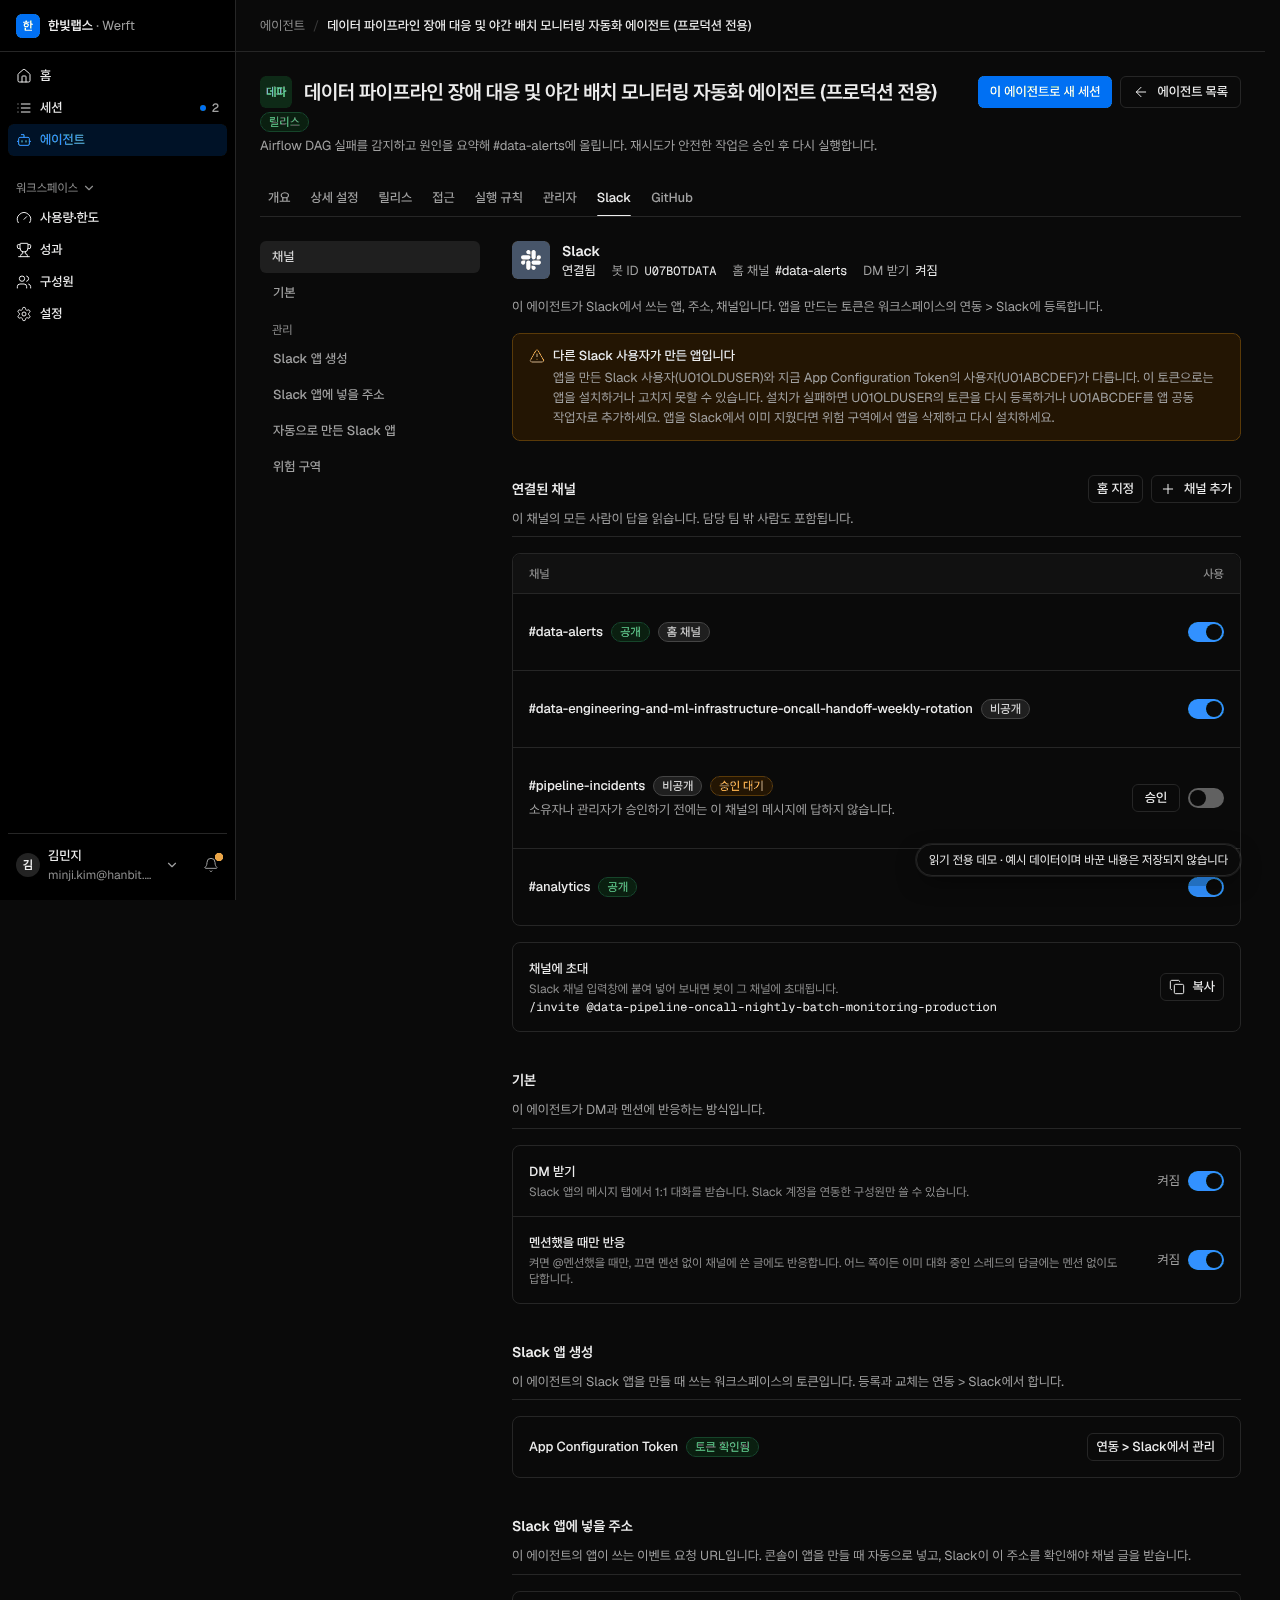 한 한빛랩스 · Werft
홈
세션 2
에이전트
워크스페이스
사용량·한도
성과
구성원
설정
김 김민지
minji.kim@hanbit....
에이전트 / 데이터 파이프라인 장애 대응 및 야간 배치 모니터링 자동화 에이전트 (프로덕션 전용)
데파 데이터 파이프라인 장애 대응 및 야간 배치 모니터링 자동화 에이전트 (프로덕션 전용)
릴리스
이 에이전트로 새 세션
에이전트 목록
Airflow DAG 실패를 감지하고 원인을 요약해 #data-alerts에 올립니다. 재시도가 안전한 작업은 승인 후 다시 실행합니다.
개요 상세 설정 릴리스 접근 실행 규칙 관리자 Slack GitHub
채널
기본
관리
Slack 앱 생성
Slack 앱에 넣을 주소
자동으로 만든 Slack 앱
위험 구역
Slack
연결됨 봇 ID U07BOTDATA 홈 채널 #data-alerts DM 받기 켜짐
이 에이전트가 Slack에서 쓰는 앱, 주소, 채널입니다. 앱을 만드는 토큰은 워크스페이스의 연동 > Slack에 등록합니다.
다른 Slack 사용자가 만든 앱입니다
앱을 만든 Slack 사용자(U01OLDUSER)와 지금 App Configuration Token의 사용자(U01ABCDEF)가 다릅니다. 이 토큰으로는
앱을 설치하거나 고치지 못할 수 있습니다. 설치가 실패하면 U01OLDUSER의 토큰을 다시 등록하거나 U01ABCDEF를 앱 공동
작업자로 추가하세요. 앱을 Slack에서 이미 지웠다면 위험 구역에서 앱을 삭제하고 다시 설치하세요.
연결된 채널
홈 지정
채널 추가
이 채널의 모든 사람이 답을 읽습니다. 담당 팀 밖 사람도 포함됩니다.
채널 사용
#data-alerts 공개 홈 채널
#data-engineering-and-ml-infrastructure-oncall-handoff-weekly-rotation 비공개
#pipeline-incidents 비공개 승인 대기
소유자나 관리자가 승인하기 전에는 이 채널의 메시지에 답하지 않습니다.
승인
읽기 전용 데모 · 예시 데이터이며 바꾼 내용은 저장되지 않습니다
#analytics 공개
채널에 초대
Slack 채널 입력창에 붙여 넣어 보내면 봇이 그 채널에 초대됩니다.
/invite @data-pipeline-oncall-nightly-batch-monitoring-production
복사
기본
이 에이전트가 DM과 멘션에 반응하는 방식입니다.
DM 받기
Slack 앱의 메시지 탭에서 1:1 대화를 받습니다. Slack 계정을 연동한 구성원만 쓸 수 있습니다.
켜짐
멘션했을 때만 반응
켜면 @멘션했을 때만, 끄면 멘션 없이 채널에 쓴 글에도 반응합니다. 어느 쪽이든 이미 대화 중인 스레드의 답글에는 멘션 없이도
답합니다.
켜짐
Slack 앱 생성
이 에이전트의 Slack 앱을 만들 때 쓰는 워크스페이스의 토큰입니다. 등록과 교체는 연동 > Slack에서 합니다.
App Configuration Token 토큰 확인됨
연동 > Slack에서 관리
Slack 앱에 넣을 주소
이 에이전트의 앱이 쓰는 이벤트 요청 URL입니다. 콘솔이 앱을 만들 때 자동으로 넣고, Slack이 이 주소를 확인해야 채널 글을 받습니다.